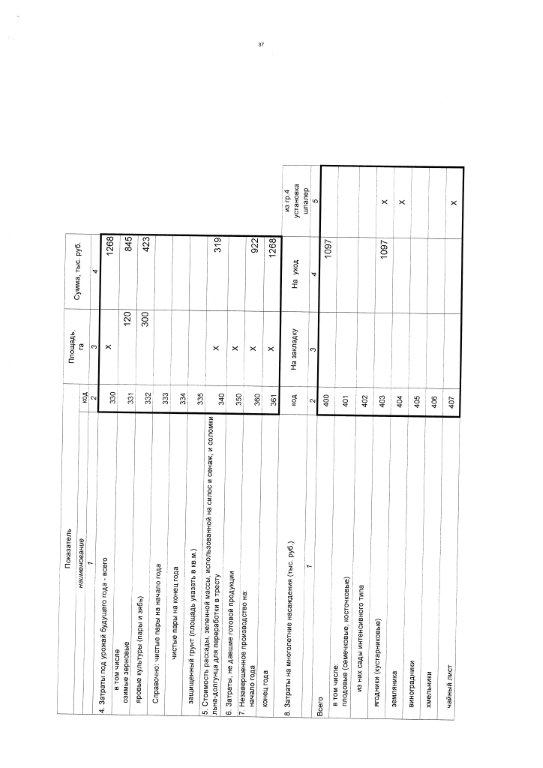 37
Показатель Площадь, га Сумма, тыс. руб.
наименование код
1 2 3 4
4. Затраты под урожай будущего года - всего 330 X 1268
в том числе
озимые зерновые 331 120 845
яровые культуры (пары и зябь) 332 300 423
Справочно: чистые пары на начало года 333
чистые пары на конец года 334
защищенный грунт (площадь указать в кв.м.) 335
5. Стоимость рассады, зеленной массы, использованной на силос и сенаж, и соломки
льна-долгунца для переработки в тресту 340 X 319
6. Затраты, не давшие готовой продукции 350 X
7. Незавершенное производство на:
начало года 360 X 922
конец года 361 X 1268
8. Затраты на многолетние насаждения (тыс. руб.) код На закладку На уход из гр.4 установка шпалер
1 2 3 4 5
Всего 400 1097
в том числе:
плодовые (семечковые, косточковые) 401
из них сады интенсивного типа 402
ягодники (кустарниковые) 403 1097 X
земляника 404 X
виноградники 405
хмельники 406
чайный лист 407 X